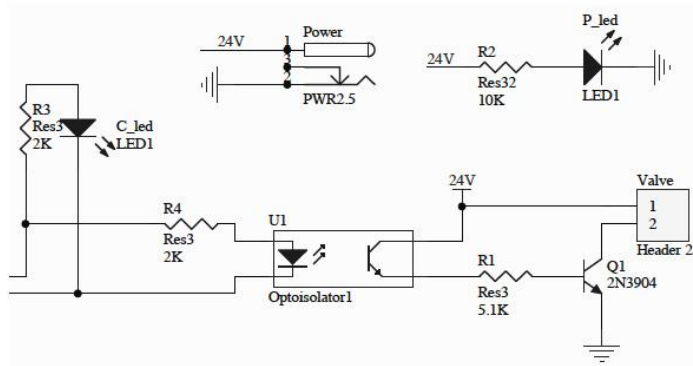 P_led
Power
24V
1
3
2
PWR2.5
24V
R2
Res32
10K
LED1
R3
Res3
2K
C_led
LED1
R4
Res3
2K
U1
Optoisolator1
24V
R1
Res3
5.1K
Valve
1
2
Header 2
Q1
2N3904